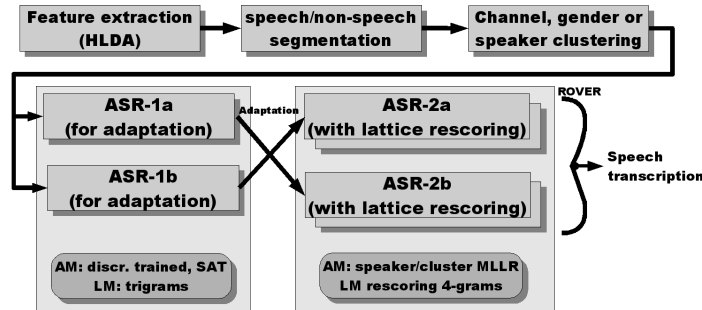 Feature extraction
(HLDA)
speech/non-speech
segmentation
Channel, gender or
speaker clustering
ASR-1a
(for adaptation)
ASR-1b
(for adaptation)
Adaptation
ASR-2a
(with lattice rescoring)
ASR-2b
(with lattice rescoring)
ROVER
Speech
transcription
AM: discr. trained, SAT
LM: trigrams
AM: speaker/cluster MLLR
LM rescoring 4-grams